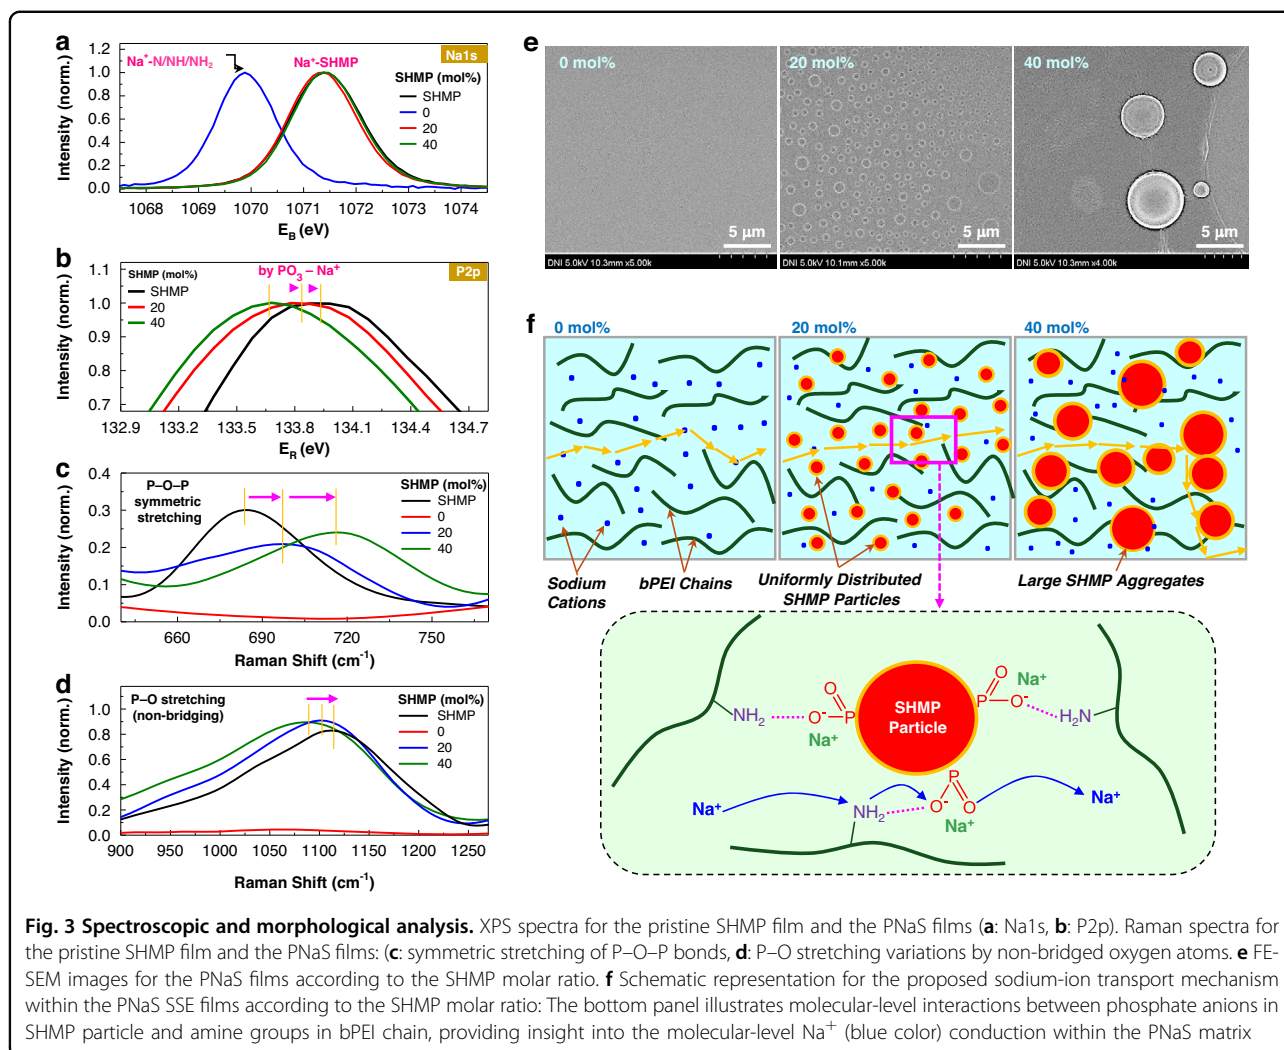 a
1.2
1.0
0.8
0.6
0.4
0.2
0.0
Intensity (norm.)
Na⁺-N/NH/NH₂
Na⁺-SHMP
Na1s
SHMP (mol%)
SHMP
0
20
40
1068 1069 1070 1071 1072 1073 1074
E_B (eV)
b
1.1
1.0
0.9
0.8
0.7
Intensity (norm.)
SHMP (mol%)
SHMP
20
40
by PO₃ – Na⁺
P2p
132.9 133.2 133.5 133.8 134.1 134.4 134.7
E_R (eV)
c
0.4
0.3
0.2
0.1
0.0
Intensity (norm.)
P–O–P
symmetric
stretching
SHMP (mol%)
SHMP
0
20
40
660 690 720 750
Raman Shift (cm⁻¹)
d
1.0
0.8
0.6
0.4
0.2
0.0
Intensity (norm.)
P–O stretching
(non-bridging)
SHMP (mol%)
SHMP
0
20
40
900 950 1000 1050 1100 1150 1200 1250
Raman Shift (cm⁻¹)
e
0 mol%
5 μm
DNI 5.0kV 10.3mm x5.00k
20 mol%
5 μm
DNI 5.0kV 10.1mm x5.00k
40 mol%
5 μm
DNI 5.0kV 10.3mm x4.00k
f
0 mol%
20 mol%
40 mol%
Sodium
Cations
bPEI Chains
Uniformly Distributed
SHMP Particles
Large SHMP Aggregates
NH₂
O⁻
P
O
Na⁺
SHMP
Particle
P
O
O⁻
Na⁺
H₂N
Na⁺
NH₂
O⁻
P
O
Na⁺
Na⁺
Fig. 3 Spectroscopic and morphological analysis. XPS spectra for the pristine SHMP film and the PNaS films (a: Na1s, b: P2p). Raman spectra for
the pristine SHMP film and the PNaS films: (c: symmetric stretching of P–O–P bonds, d: P–O stretching variations by non-bridged oxygen atoms. e FE-
SEM images for the PNaS films according to the SHMP molar ratio. f Schematic representation for the proposed sodium-ion transport mechanism
within the PNaS SSE films according to the SHMP molar ratio: The bottom panel illustrates molecular-level interactions between phosphate anions in
SHMP particle and amine groups in bPEI chain, providing insight into the molecular-level Na⁺ (blue color) conduction within the PNaS matrix